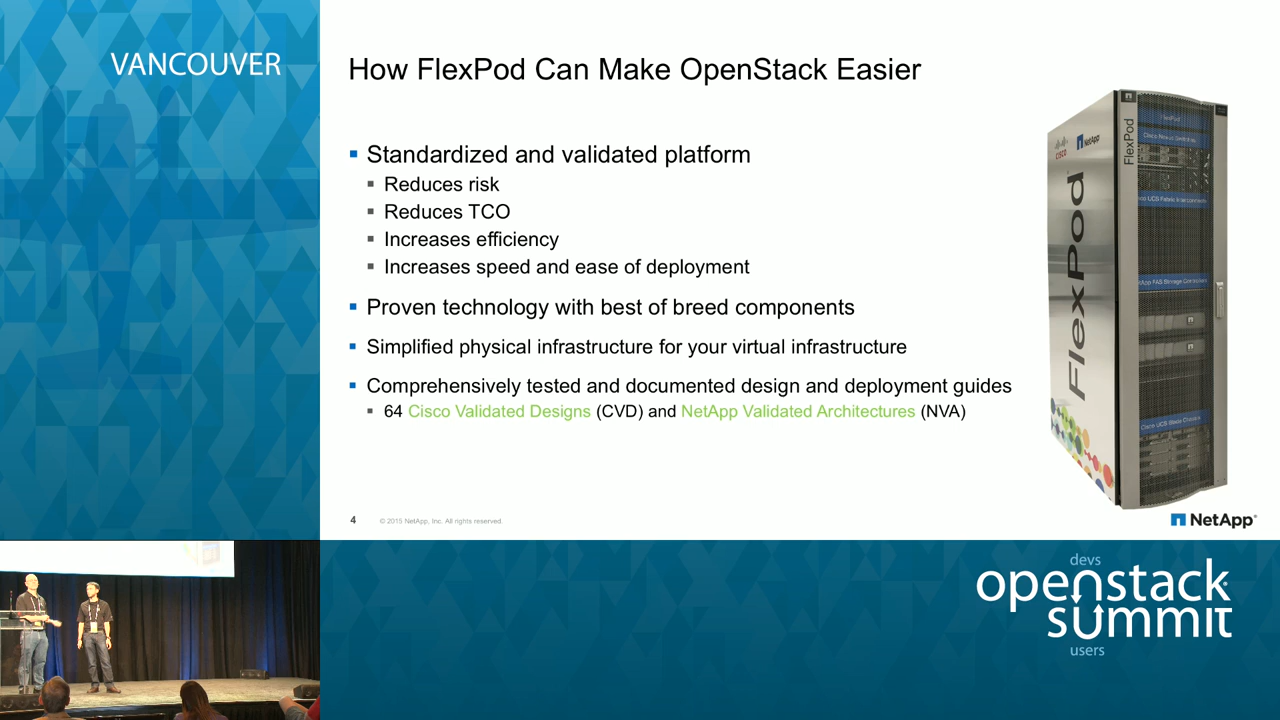 VANCOUVER
How FlexPod Can Make OpenStack Easier
Standardized and validated platform
Reduces risk
Reduces TCO
Increases efficiency
Increases speed and ease of deployment
Proven technology with best of breed components
Simplified physical infrastructure for your virtual infrastructure
Comprehensively tested and documented design and deployment guides
64 Cisco Validated Designs (CVD) and NetApp Validated Architectures (NVA)
CISCO
NetApp
FlexPod
FlexPod
FlexPod
4
© 2015 NetApp, Inc. All rights reserved.
NetApp
devs
openstack
summit
users